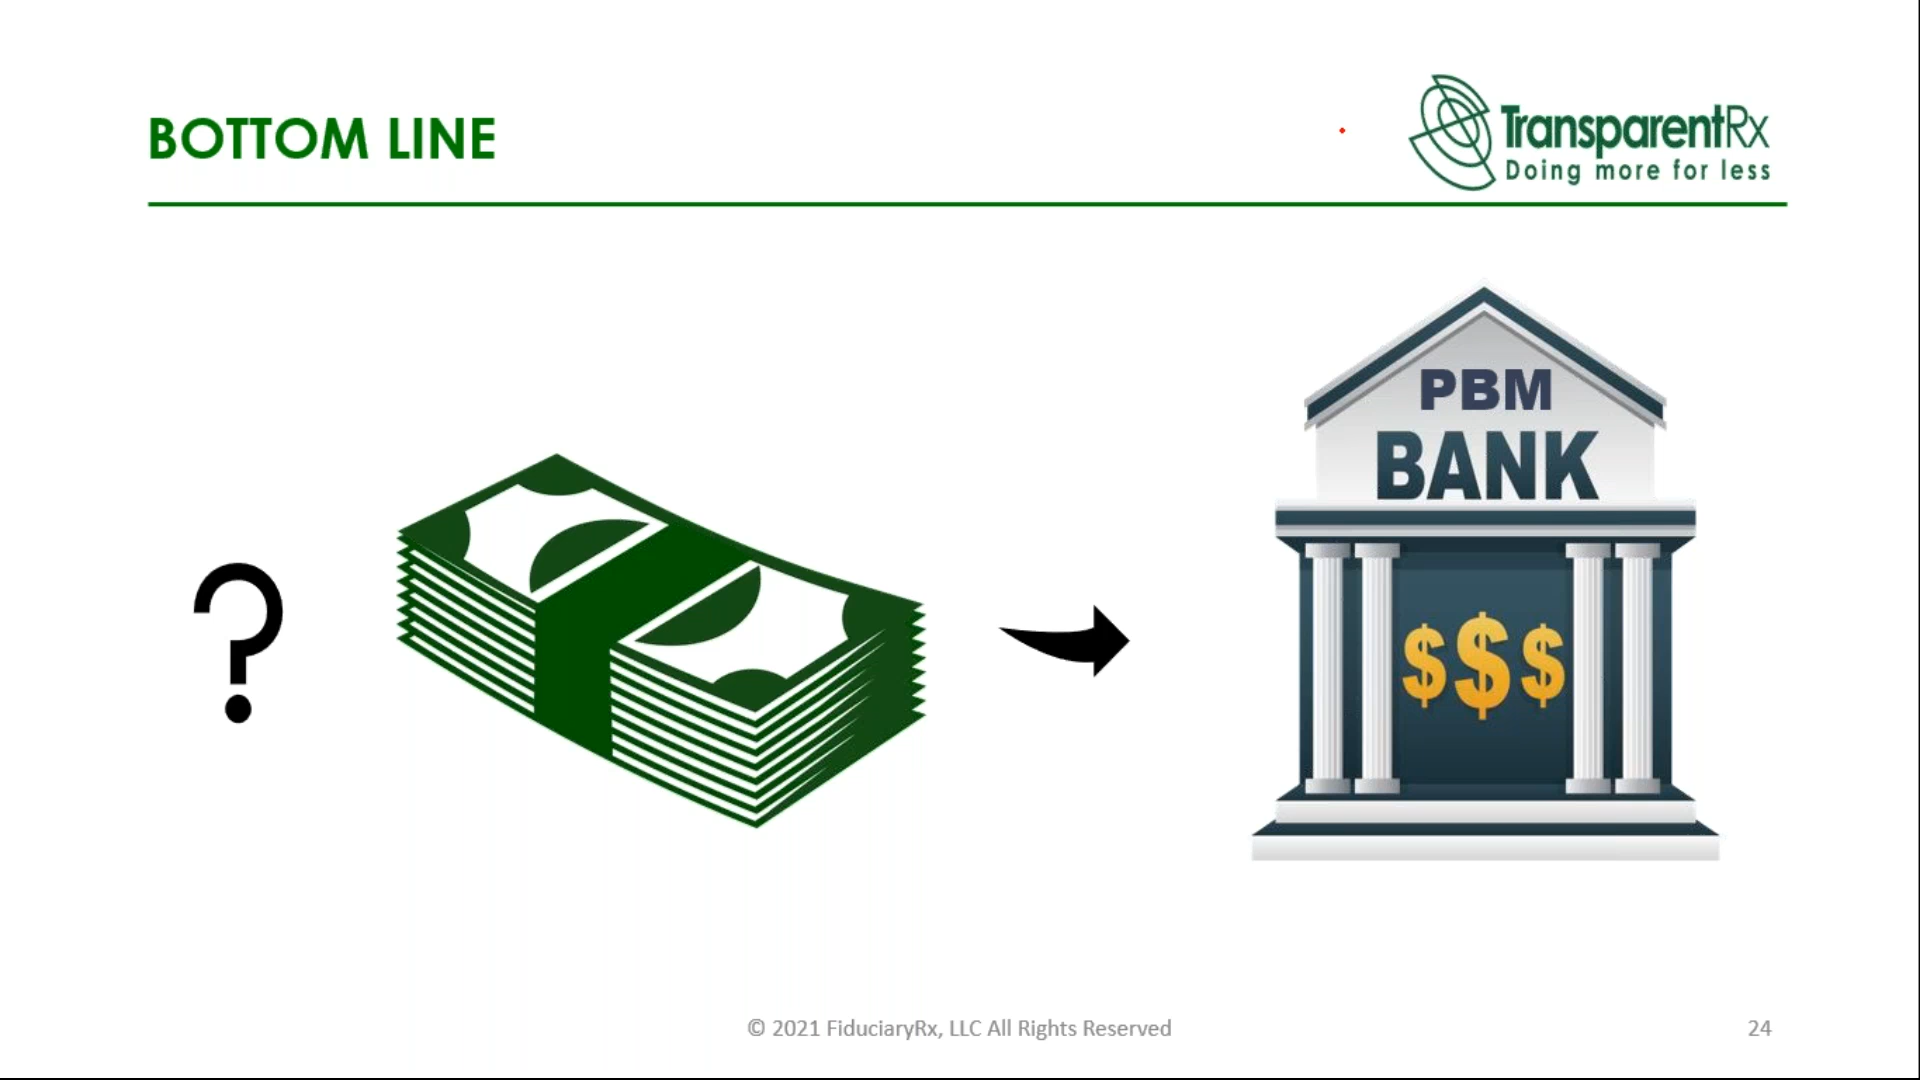 BOTTOM LINE
TransparentRx
Doing more for less
PBM
BANK
?
$$$
© 2021 FiduciaryRx, LLC All Rights Reserved
24